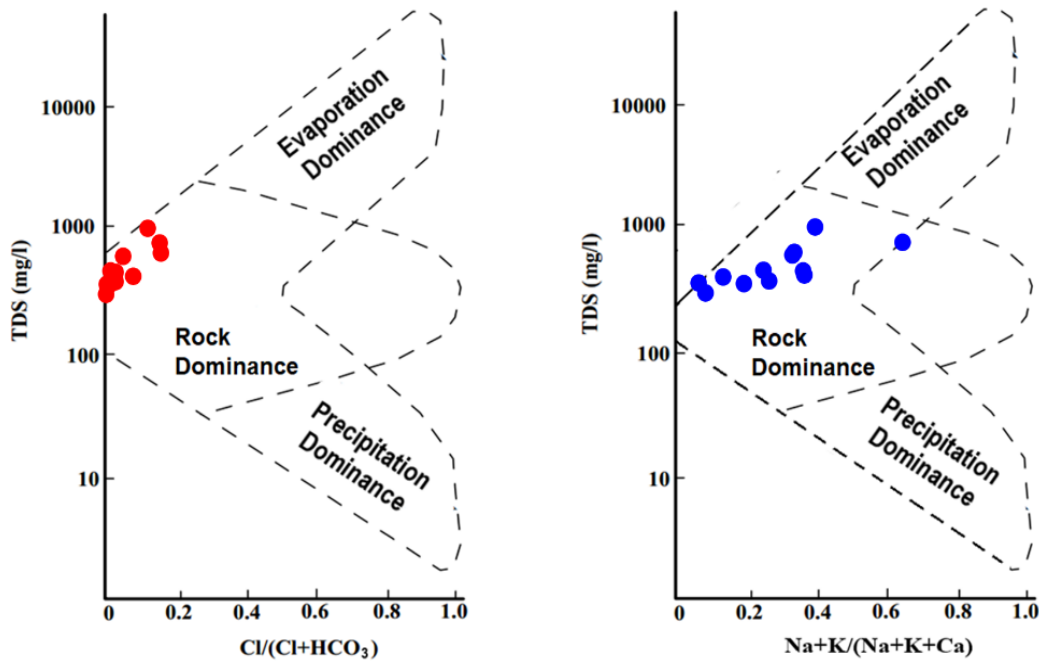 10000
1000
100
10
TDS (mg/l)
Evaporation
Dominance
Rock
Dominance
Precipitation
Dominance
0 0.2 0.4 0.6 0.8 1.0
Cl/(Cl+HCO₃)
10000
1000
100
10
TDS (mg/l)
Evaporation
Dominance
Rock
Dominance
Precipitation
Dominance
0 0.2 0.4 0.6 0.8 1.0
Na+K/(Na+K+Ca)